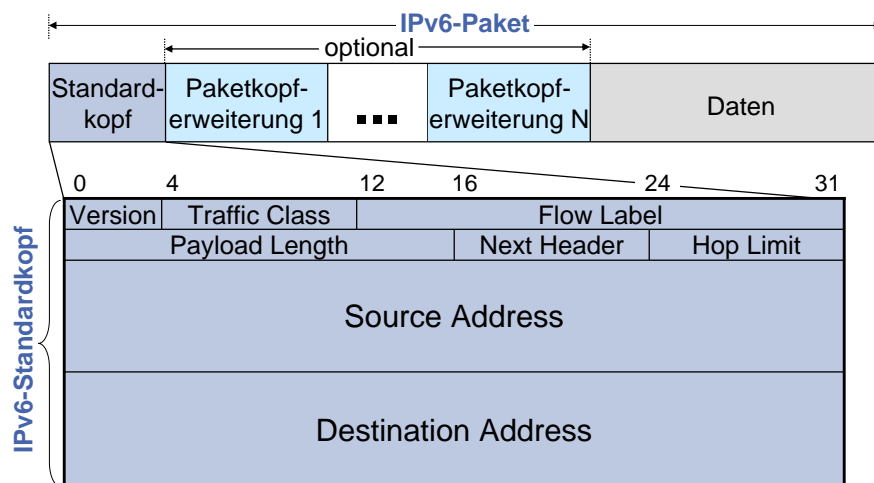 IPv6-Paket
optional
Standard-
kopf
Paketkopf-
erweiterung 1
...
Paketkopf-
erweiterung N
Daten
0 4 12 16 24 31
IPv6-Standardkopf
Version Traffic Class Flow Label
Payload Length Next Header Hop Limit
Source Address
Destination Address